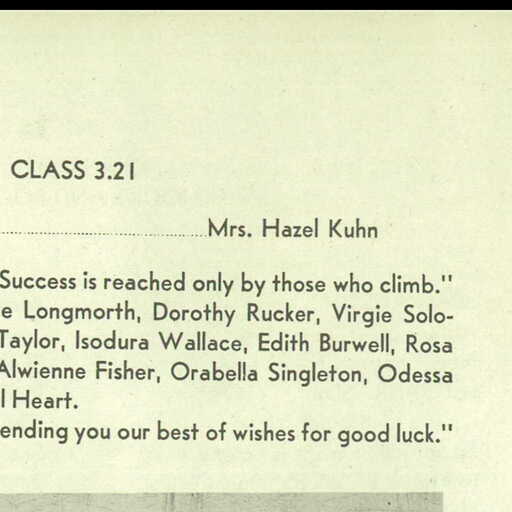 CLASS 3.21
Mrs. Hazel Kuhn
Success is reached only by those who climb."
e Longmorth, Dorothy Rucker, Virgie Solo-
Taylor, Isodura Wallace, Edith Burwell, Rosa
Alwienne Fisher, Orabella Singleton, Odessa
l Heart.
ending you our best of wishes for good luck."